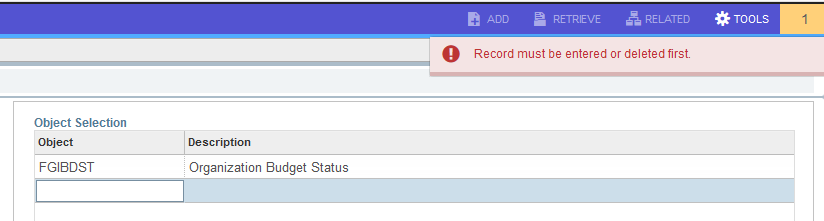 ADD RETRIEVE RELATED TOOLS 1
Record must be entered or deleted first.
Object Selection
Object Description
FGIBDST Organization Budget Status